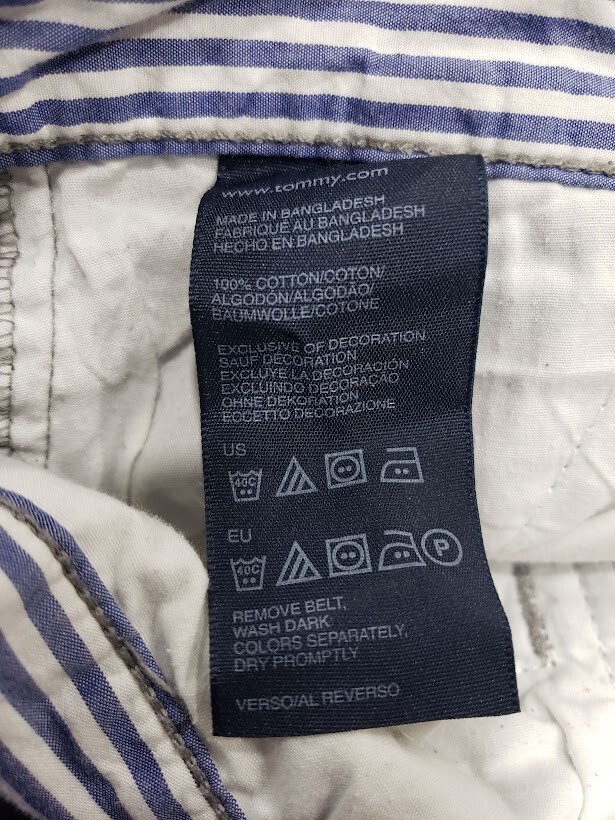 www.tommy.com
MADE IN BANGLADESH
FABRIQUÉ AU BANGLADESH
HECHO EN BANGLADESH
100% COTTON/COTON/
ALGODÓN/ALGODÃO/
BAUMWOLLE/COTONE
EXCLUSIVE OF DECORATION
SAUF DÉCORATION
EXCLUYE LA DECORACIÓN
EXCLUINDO DECORAÇÃO
OHNE DEKORATION
ECCETTO DECORAZIONE
US
40C
EU
40C P
REMOVE BELT,
WASH DARK
COLORS SEPARATELY,
DRY PROMPTLY
VERSO/AL REVERSO